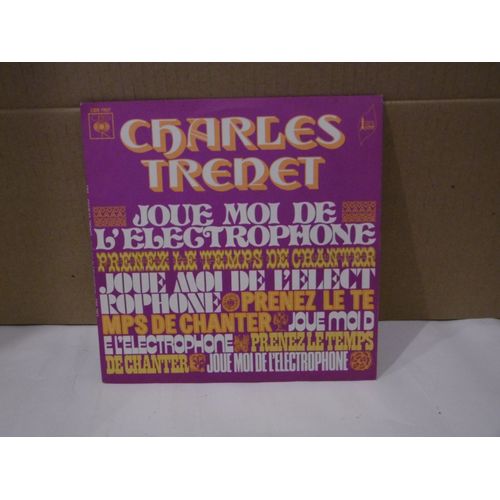 CBS
CHARLES
TRENET
JOUE MOI DE
L'ELECTROPHONE
PRENEZ LE TEMPS DE CHANTER
JOUE MOI DE L'ELECT
ROPHONE PRENEZ LE TE
MPS DE CHANTER JOUE MOI D
E L'ELECTROPHONE PRENEZ LE TEMPS
DE CHANTER JOUE MOI DE L'ELECTROPHONE